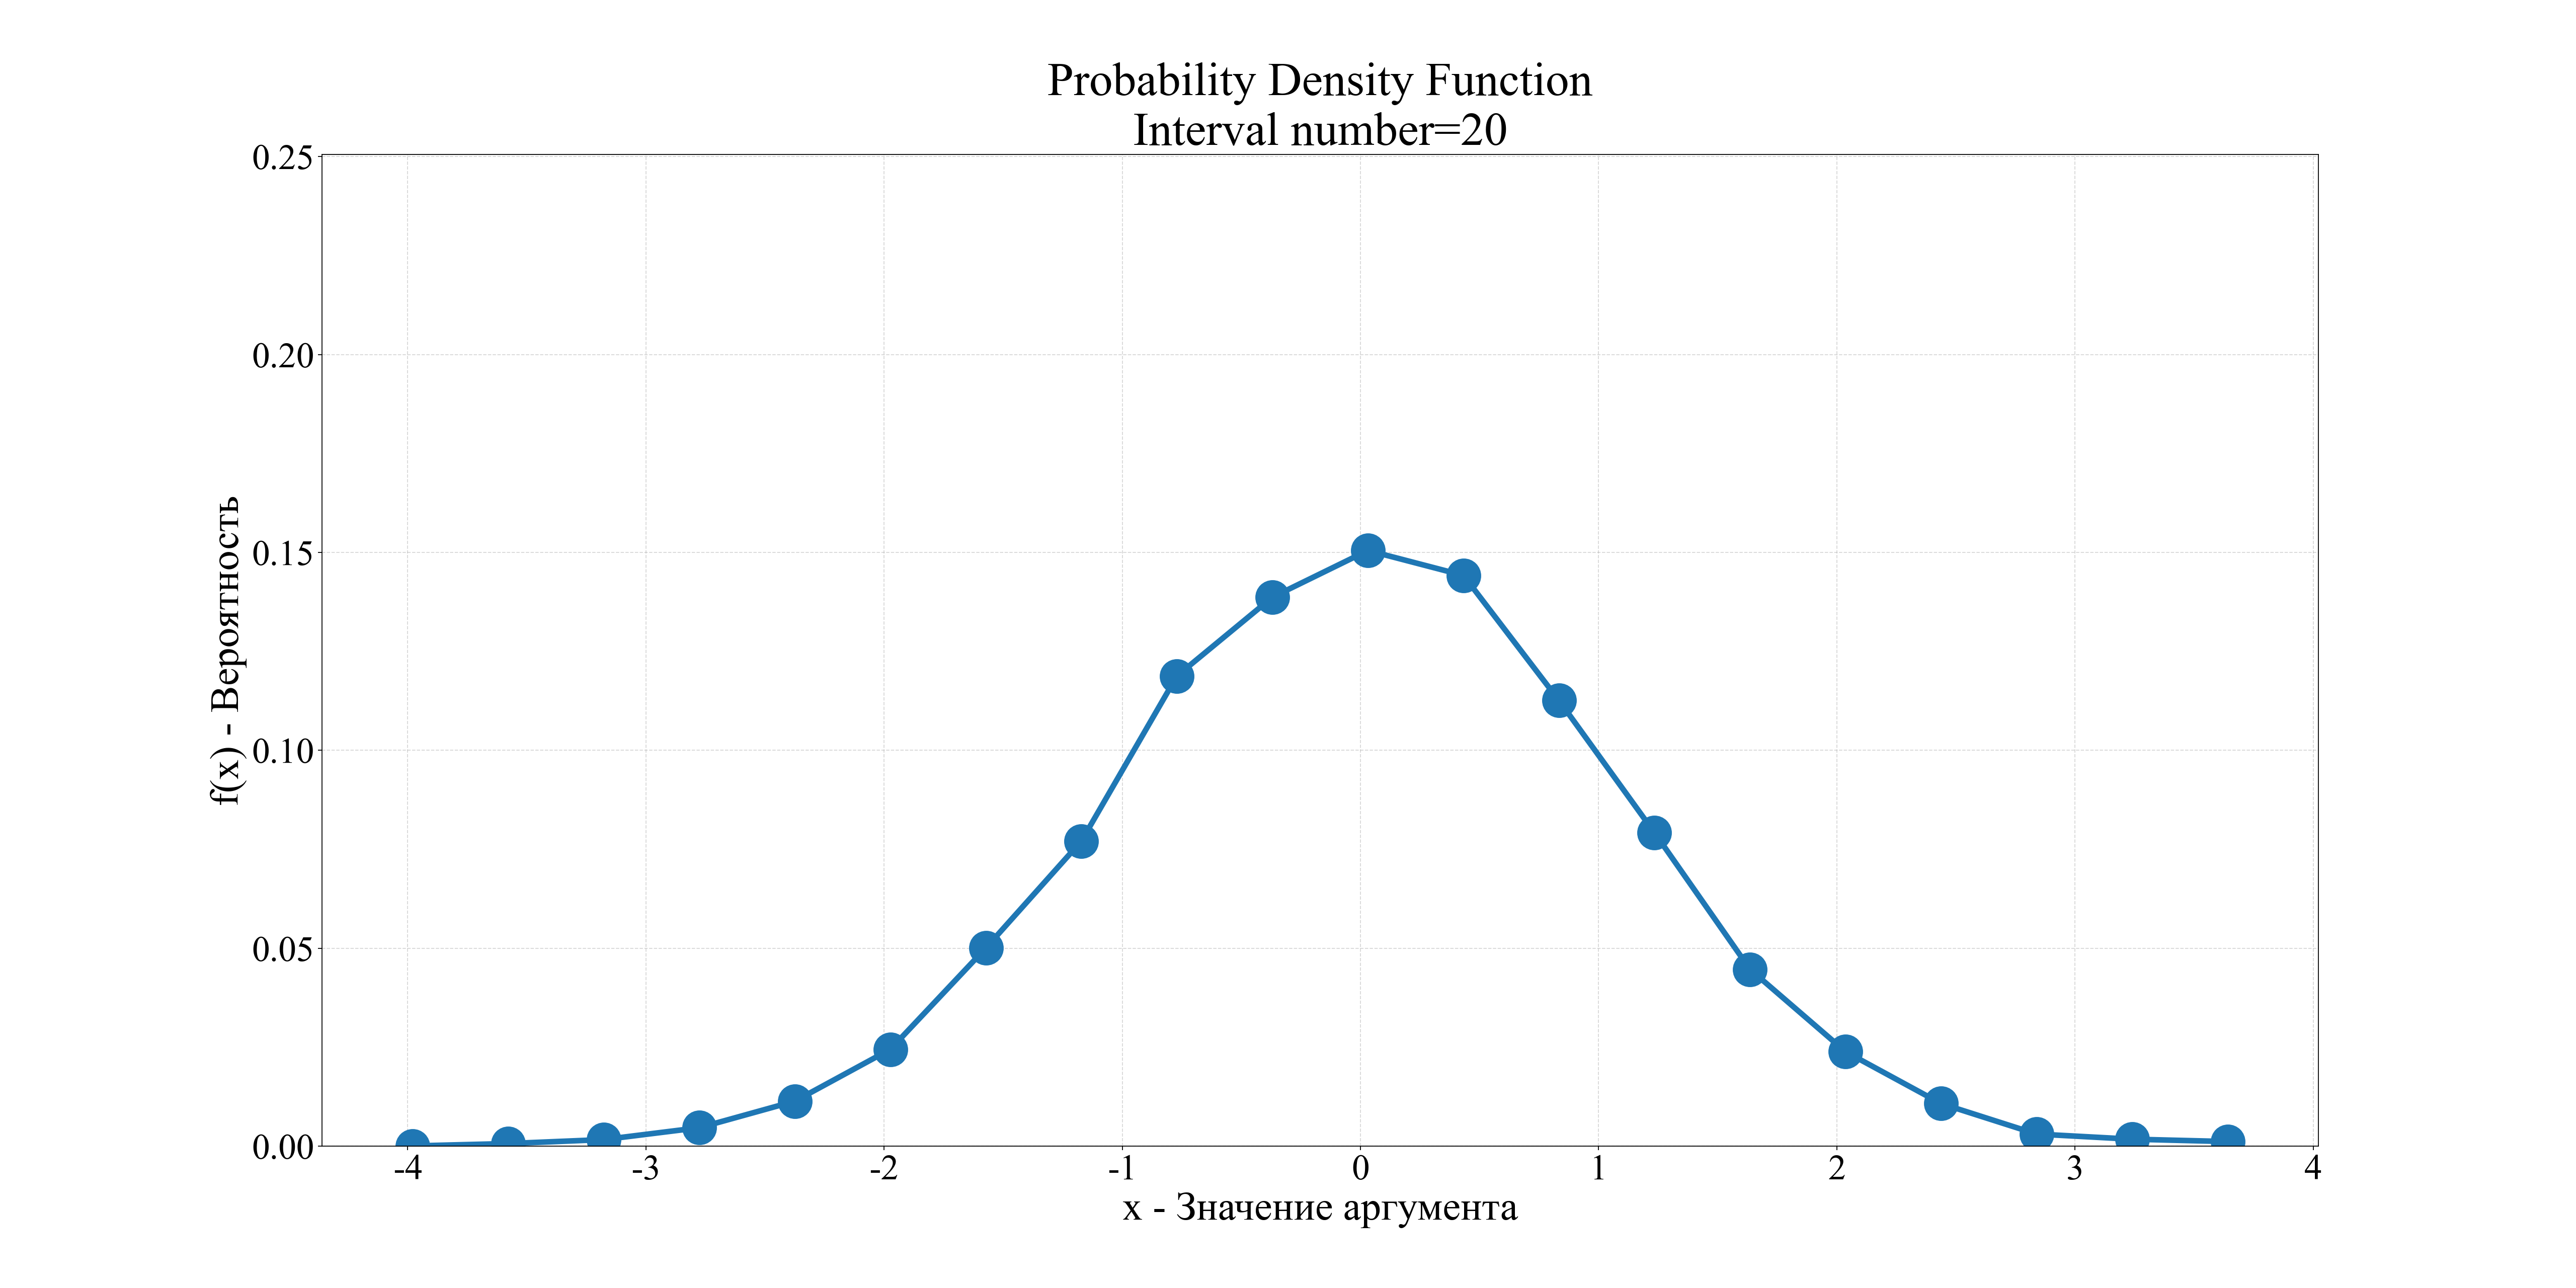 Probability Density Function
Interval number=20
0.25
0.20
0.15
0.10
0.05
0.00
f(x) - Вероятность
-4 -3 -2 -1 0 1 2 3 4
x - Значение аргумента